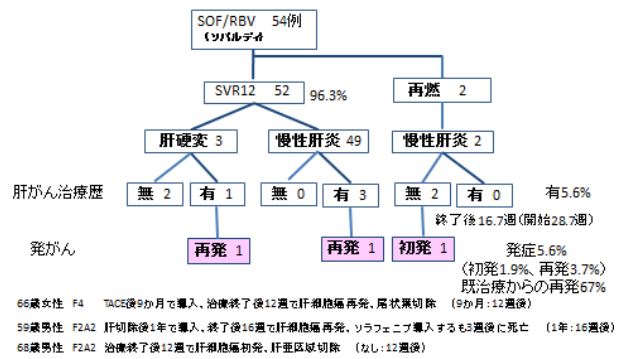 SOF/RBV 54例
(ソバルディ
SVR12 52
96.3%
再燃 2
肝硬変 3
慢性肝炎 49
慢性肝炎 2
肝がん治療歴
無 2
有 1
無 0
有 3
無 2
有 0
有5.6%
終了後16.7週(開始28.7週)
発がん
再発 1
再発 1
初発 1
発症5.6%
(初発1.9%、再発3.7%)
既治療からの再発67%
66歳女性 F4 TACE後9か月で導入、治療終了後12週で肝細胞癌再発、尾状葉切除 (9か月:12週後)
59歳男性 F2A2 肝切除後1年で導入、終了後16週で肝細胞癌再発、ソラフェニブ導入するも3週後に死亡 (1年:16週後)
68歳男性 F2A2 治療終了後12週で肝細胞癌初発、肝亜区域切除 (なし:12週後)